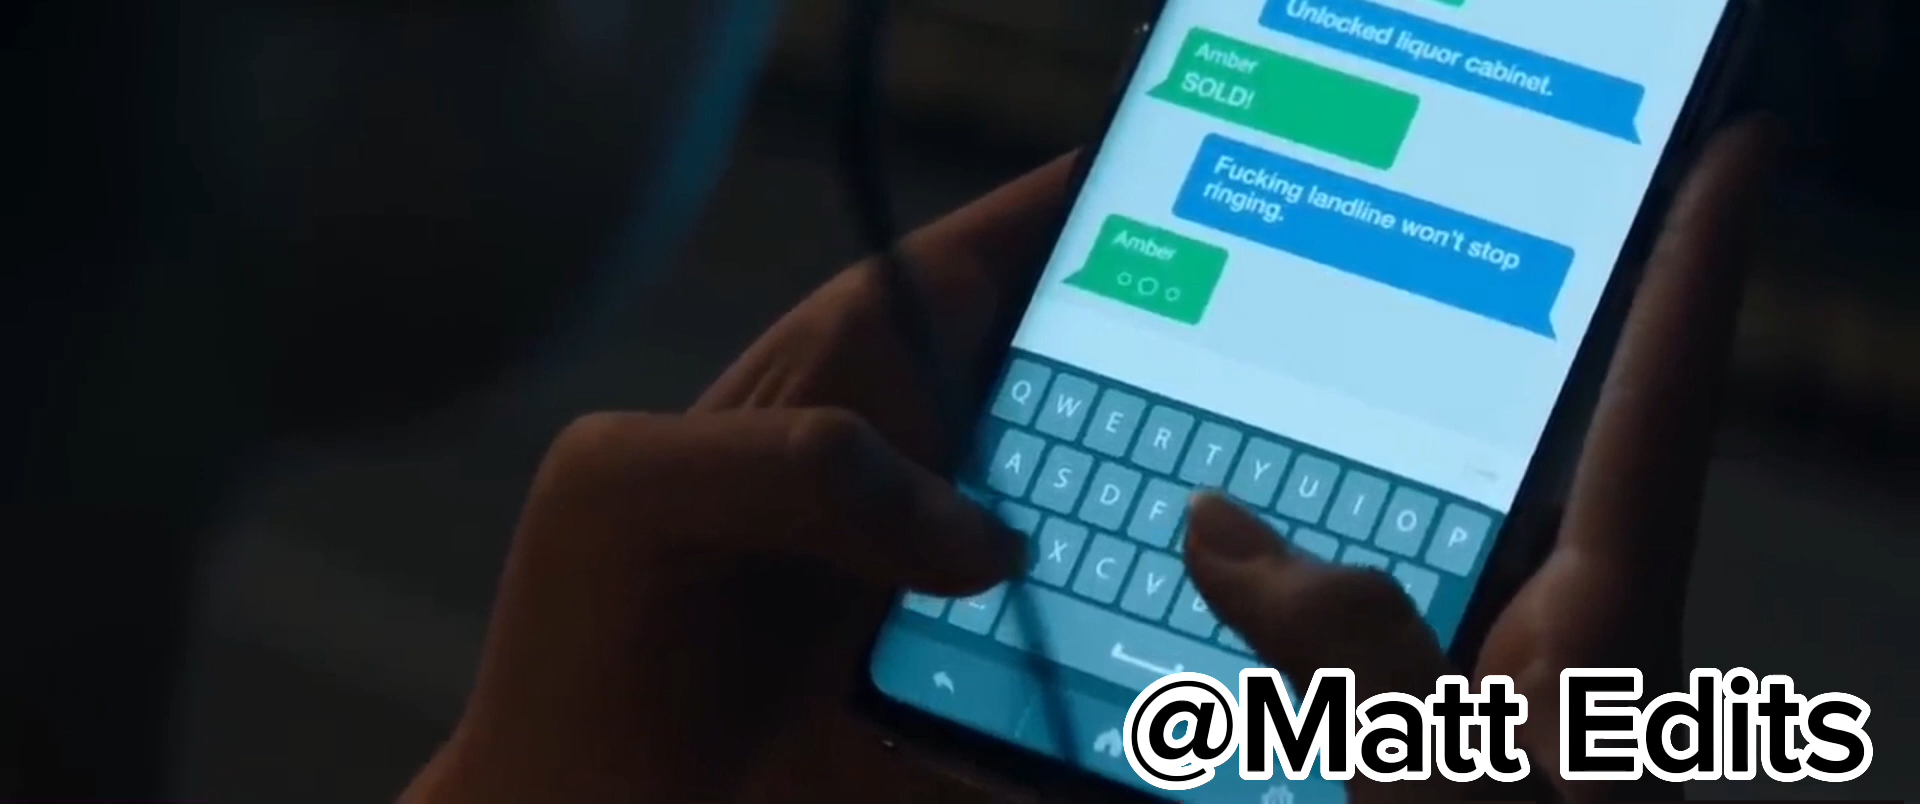 Unlocked liquor cabinet.
Amber
SOLD!
Fucking landline won't stop
ringing.
Amber
Q W E R T Y U I O P
A S D F
X C V
@Matt Edits